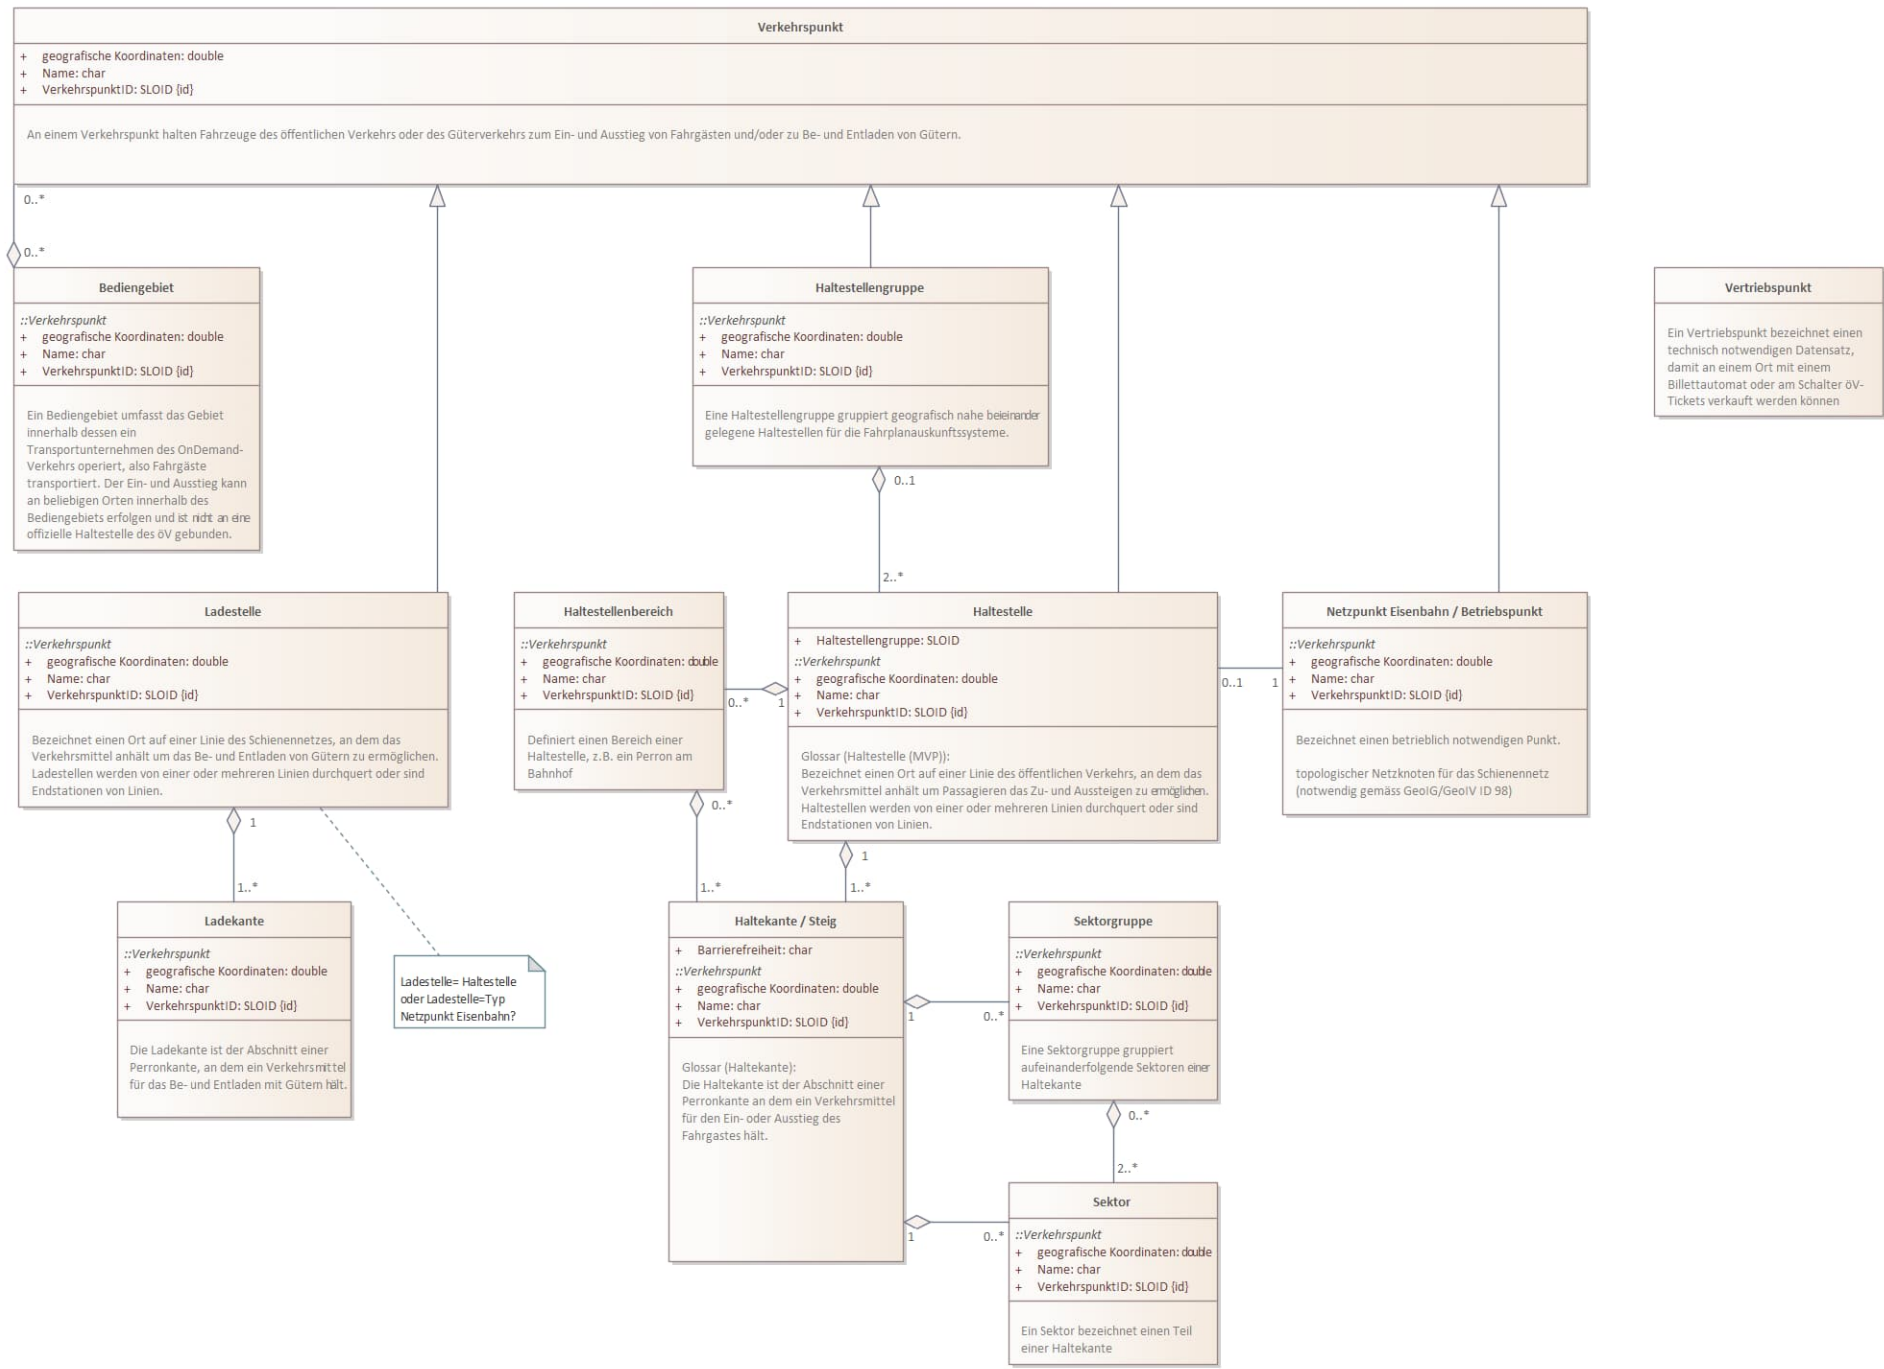 Verkehrspunkt
+ geografische Koordinaten: double
+ Name: char
+ VerkehrspunktID: SLOID {id}
An einem Verkehrspunkt halten Fahrzeuge des öffentlichen Verkehrs oder des Güterverkehrs zum Ein- und Ausstieg von Fahrgästen und/oder zu Be- und Entladen von Gütern.
0..*
0..*
Bediengebiet
::Verkehrspunkt
+ geografische Koordinaten: double
+ Name: char
+ VerkehrspunktID: SLOID {id}
Ein Bediengebiet umfasst das Gebiet
innerhalb dessen ein
Transportunternehmen des OnDemand-
Verkehrs operiert, also Fahrgäste
transportiert. Der Ein- und Ausstieg kann
an beliebigen Orten innerhalb des
Bediengebiets erfolgen und ist nicht an eine
offizielle Haltestelle des öV gebunden.
Haltestellengruppe
::Verkehrspunkt
+ geografische Koordinaten: double
+ Name: char
+ VerkehrspunktID: SLOID {id}
Eine Haltestellengruppe gruppiert geografisch nahe beieinander
gelegene Haltestellen für die Fahrplanauskunftssysteme.
0..1
2..*
Vertriebspunkt
Ein Vertriebspunkt bezeichnet einen
technisch notwendigen Datensatz,
damit an einem Ort mit einem
Billettautomat oder am Schalter öV-
Tickets verkauft werden können
Ladestelle
::Verkehrspunkt
+ geografische Koordinaten: double
+ Name: char
+ VerkehrspunktID: SLOID {id}
Bezeichnet einen Ort auf einer Linie des Schienennetzes, an dem das
Verkehrsmittel anhält um das Be- und Entladen von Gütern zu ermöglichen.
Ladestellen werden von einer oder mehreren Linien durchquert oder sind
Endstationen von Linien.
1
1..*
Haltestellenbereich
::Verkehrspunkt
+ geografische Koordinaten: double
+ Name: char
+ VerkehrspunktID: SLOID {id}
Definiert einen Bereich einer
Haltestelle, z.B. ein Perron am
Bahnhof
0..*
1
0..*
1..*
Haltestelle
+ Haltestellengruppe: SLOID
::Verkehrspunkt
+ geografische Koordinaten: double
+ Name: char
+ VerkehrspunktID: SLOID {id}
Glossar (Haltestelle (MVP)):
Bezeichnet einen Ort auf einer Linie des öffentlichen Verkehrs, an dem das
Verkehrsmittel anhält um Passagieren das Zu- und Aussteigen zu ermöglichen.
Haltestellen werden von einer oder mehreren Linien durchquert oder sind
Endstationen von Linien.
0..1
1
1
1..*
Netzpunkt Eisenbahn / Betriebspunkt
::Verkehrspunkt
+ geografische Koordinaten: double
+ Name: char
+ VerkehrspunktID: SLOID {id}
Bezeichnet einen betrieblich notwendigen Punkt.
topologischer Netzknoten für das Schienennetz
(notwendig gemäss GeoIG/GeoIV ID 98)
Ladekante
::Verkehrspunkt
+ geografische Koordinaten: double
+ Name: char
+ VerkehrspunktID: SLOID {id}
Die Ladekante ist der Abschnitt einer
Perronkante, an dem ein Verkehrsmittel
für das Be- und Entladen mit Gütern hält.
Ladestelle= Haltestelle
oder Ladestelle=Typ
Netzpunkt Eisenbahn?
Haltekante / Steig
+ Barrierefreiheit: char
::Verkehrspunkt
+ geografische Koordinaten: double
+ Name: char
+ VerkehrspunktID: SLOID {id}
Glossar (Haltekante):
Die Haltekante ist der Abschnitt einer
Perronkante an dem ein Verkehrsmittel
für den Ein- oder Ausstieg des
Fahrgastes hält.
1
0..*
1
0..*
Sektorgruppe
::Verkehrspunkt
+ geografische Koordinaten: double
+ Name: char
+ VerkehrspunktID: SLOID {id}
Eine Sektorgruppe gruppiert
aufeinanderfolgende Sektoren einer
Haltekante
0..*
2..*
Sektor
::Verkehrspunkt
+ geografische Koordinaten: double
+ Name: char
+ VerkehrspunktID: SLOID {id}
Ein Sektor bezeichnet einen Teil
einer Haltekante